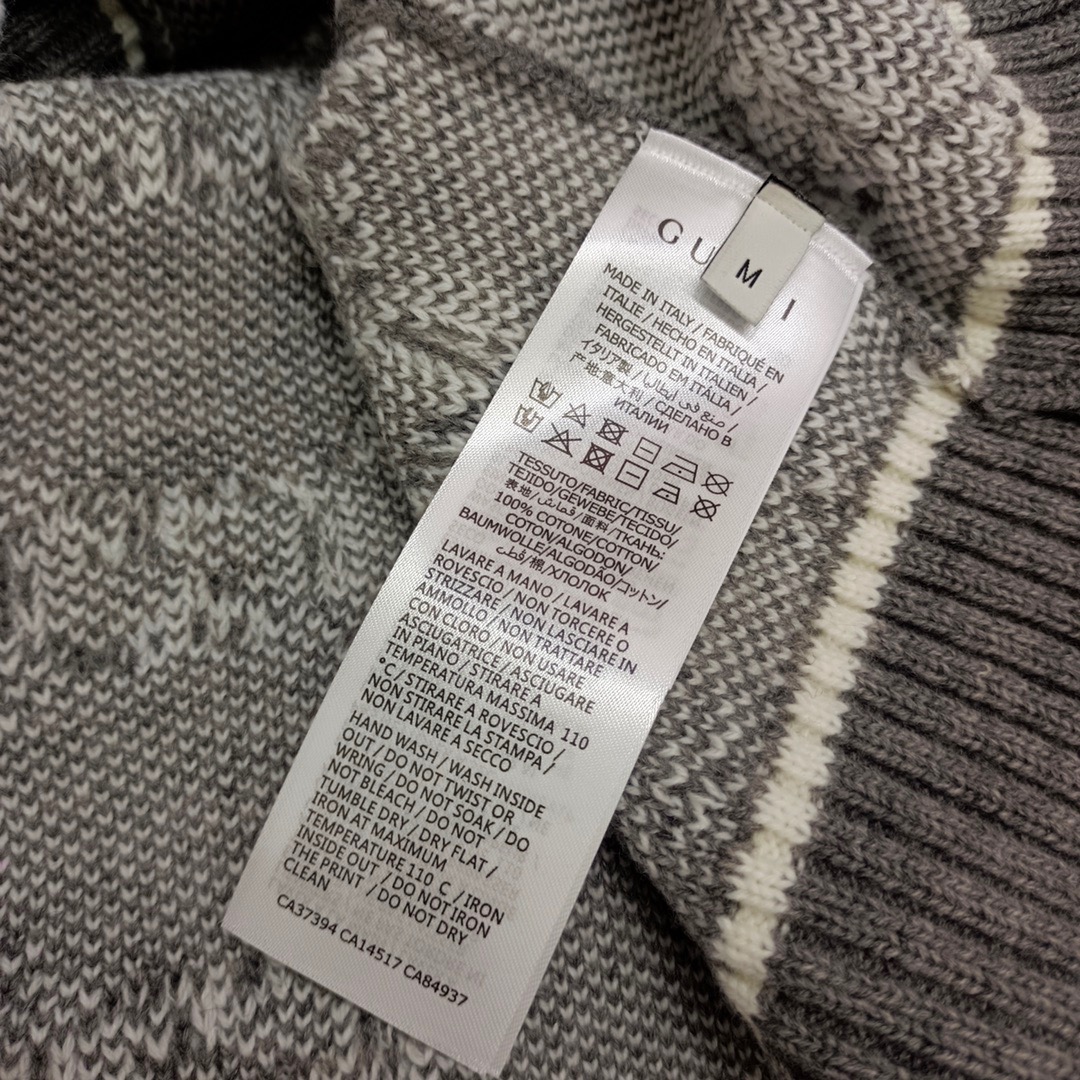 GU I
M
MADE IN ITALY / FABRIQUÉ EN
ITALIE / HECHO EN ITALIA /
HERGESTELLT IN ITALIEN /
FABRICADO EM ITALIA /
イタリア製 / صنع في ايطاليا /
产地:意大利 / СДЕЛАНО В
ИТАЛИИ
TESSUTO/FABRIC/TISSU/
TEJIDO/GEWEBE/TECIDO/
表地/قماش/面料/ТКАНЬ:
100% COTONE/COTTON/
COTON/ALGODON/
BAUMWOLLE/ALGODÃO/コットン/
قطن/棉/ХЛОПОК
LAVARE A MANO / LAVARE A
ROVESCIO / NON TORCERE O
STRIZZARE / NON LASCIARE IN
AMMOLLO / NON TRATTARE
CON CLORO / NON USARE
ASCIUGATRICE / ASCIUGARE
IN PIANO / STIRARE A
TEMPERATURA MASSIMA 110
°C / STIRARE A ROVESCIO /
NON STIRARE LA STAMPA /
NON LAVARE A SECCO
HAND WASH / WASH INSIDE
OUT / DO NOT TWIST OR
WRING / DO NOT SOAK / DO
NOT BLEACH / DO NOT
TUMBLE DRY / DRY FLAT /
IRON AT MAXIMUM
TEMPERATURE 110 C / IRON
INSIDE OUT / DO NOT IRON
THE PRINT / DO NOT DRY
CLEAN
CA37394 CA14517 CA84937